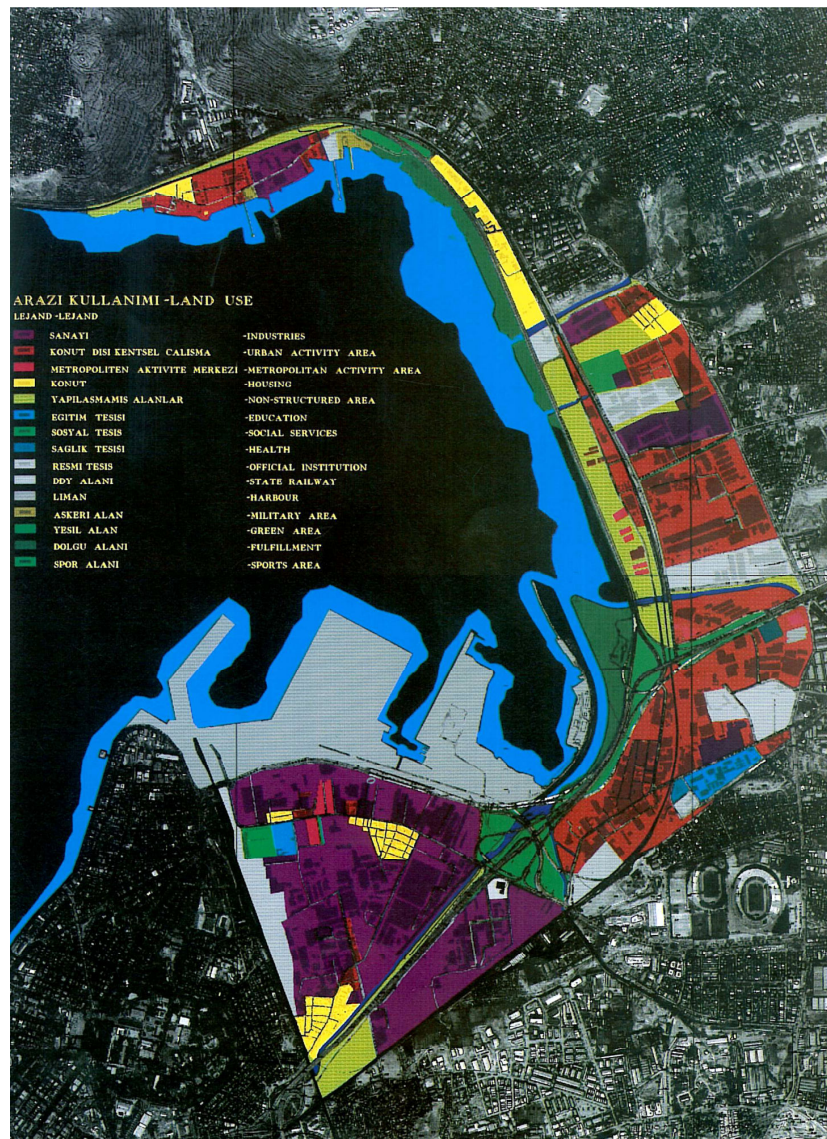 ARAZI KULLANIMI -LAND USE
LEJAND -LEJAND
SANAYI -INDUSTRIES
KONUT DISI KENTSEL CALISMA -URBAN ACTIVITY AREA
METROPOLITEN AKTIVITE MERKEZİ -METROPOLITAN ACTIVITY AREA
KONUT -HOUSING
YAPILASMAMIS ALANLAR -NON-STRUCTURED AREA
EGITIM TESISI -EDUCATION
SOSYAL TESIS -SOCIAL SERVICES
SAGLIK TESISI -HEALTH
RESMI TESIS -OFFICIAL INSTITUTION
DDY ALANI -STATE RAILWAY
LIMAN -HARBOUR
ASKERI ALAN -MILITARY AREA
YESIL ALAN -GREEN AREA
DOLGU ALANI -FULFILLMENT
SPOR ALANI -SPORTS AREA